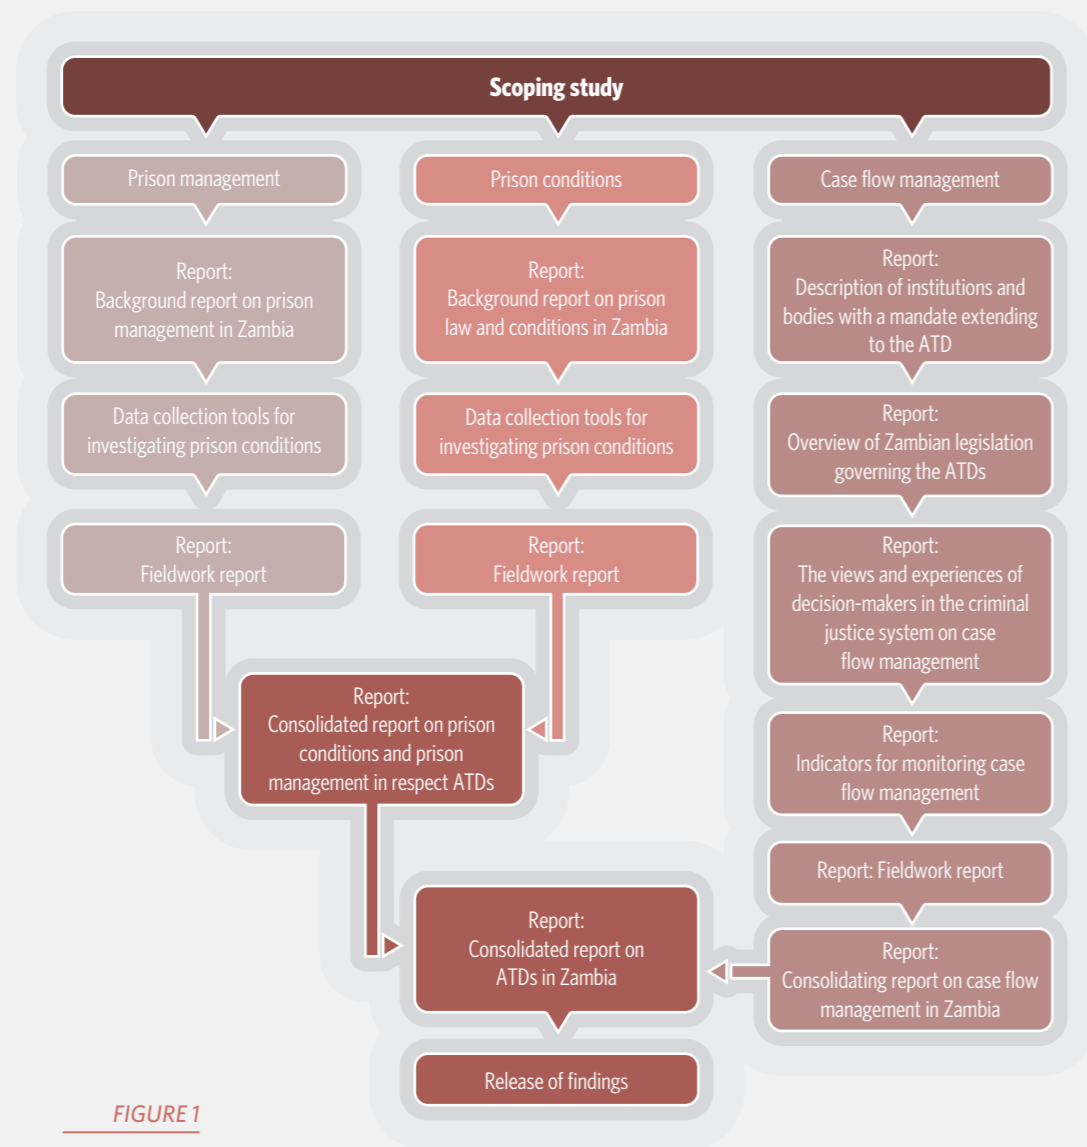 Scoping study
Prison management
Report:
Background report on prison
management in Zambia
Data collection tools for
investigating prison conditions
Report:
Fieldwork report
Prison conditions
Report:
Background report on prison
law and conditions in Zambia
Data collection tools for
investigating prison conditions
Report:
Fieldwork report
Report:
Consolidated report on prison
conditions and prison
management in respect ATDs
Case flow management
Report:
Description of institutions and
bodies with a mandate extending
to the ATD
Report:
Overview of Zambian legislation
governing the ATDs
Report:
The views and experiences of
decision-makers in the criminal
justice system on case
flow management
Report:
Indicators for monitoring case
flow management
Report: Fieldwork report
Report:
Consolidating report on case flow
management in Zambia
Report:
Consolidated report on
ATDs in Zambia
Release of findings
FIGURE 1